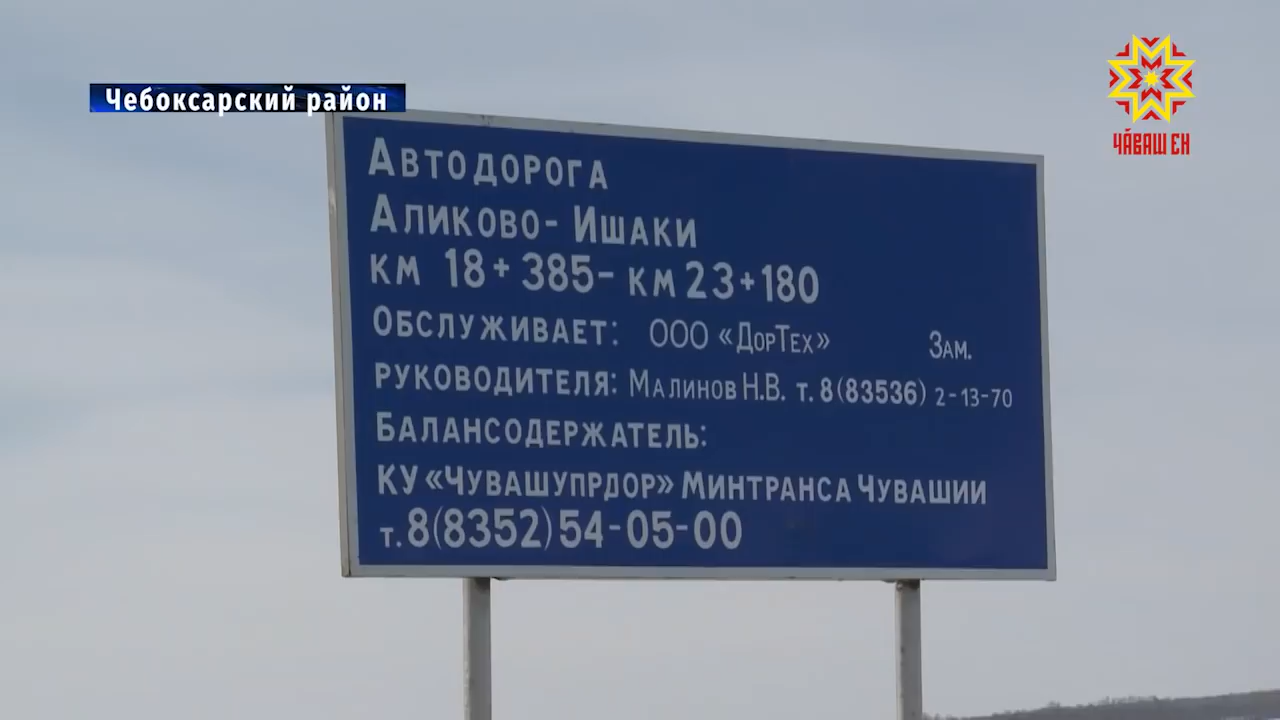 Чебоксарский район
ЧӐВАШ ЕН
АВТОДОРОГА
АЛИКОВО- ИШАКИ
КМ 18+385- КМ 23+180
ОБСЛУЖИВАЕТ: ООО «ДОРТЕХ» ЗАМ.
РУКОВОДИТЕЛЯ: МАЛИНОВ Н.В. т. 8(83536) 2-13-70
БАЛАНСОДЕРЖАТЕЛЬ:
КУ «ЧУВАШУПРДОР» МИНТРАНСА ЧУВАШИИ
т. 8(8352)54-05-00